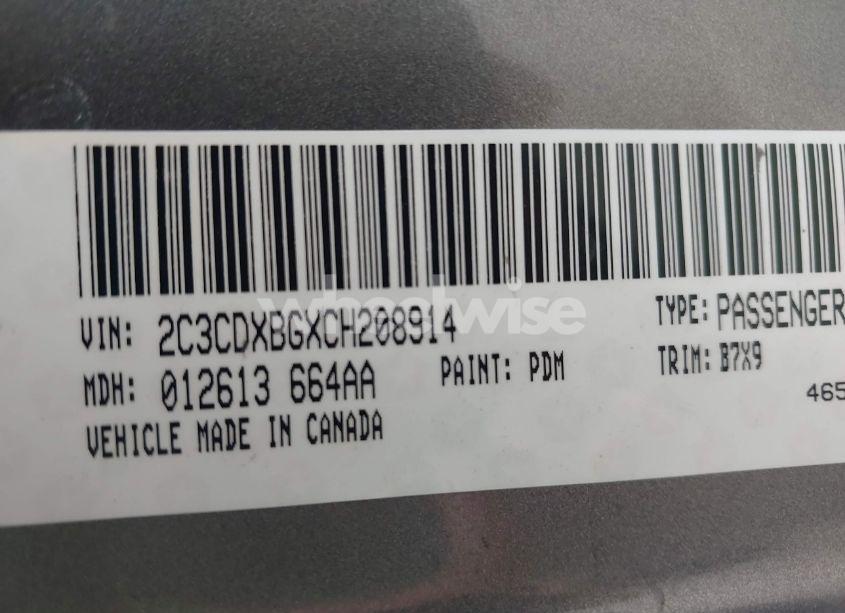 wheelwise
VIN: 2C3CDXBGXCH208914 TYPE: PASSENGER
MDH: 012613 664AA PAINT: PDM TRIM: B7X9
VEHICLE MADE IN CANADA 465